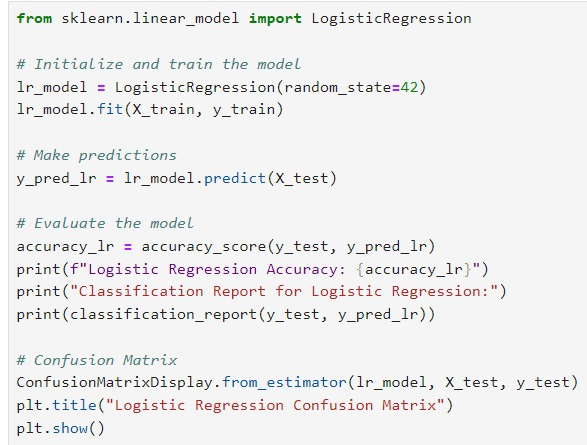 from sklearn.linear_model import LogisticRegression
# Initialize and train the model
lr_model = LogisticRegression(random_state=42)
lr_model.fit(X_train, y_train)
# Make predictions
y_pred_lr = lr_model.predict(X_test)
# Evaluate the model
accuracy_lr = accuracy_score(y_test, y_pred_lr)
print(f"Logistic Regression Accuracy: {accuracy_lr}")
print("Classification Report for Logistic Regression:")
print(classification_report(y_test, y_pred_lr))
# Confusion Matrix
ConfusionMatrixDisplay.from_estimator(lr_model, X_test, y_test)
plt.title("Logistic Regression Confusion Matrix")
plt.show()